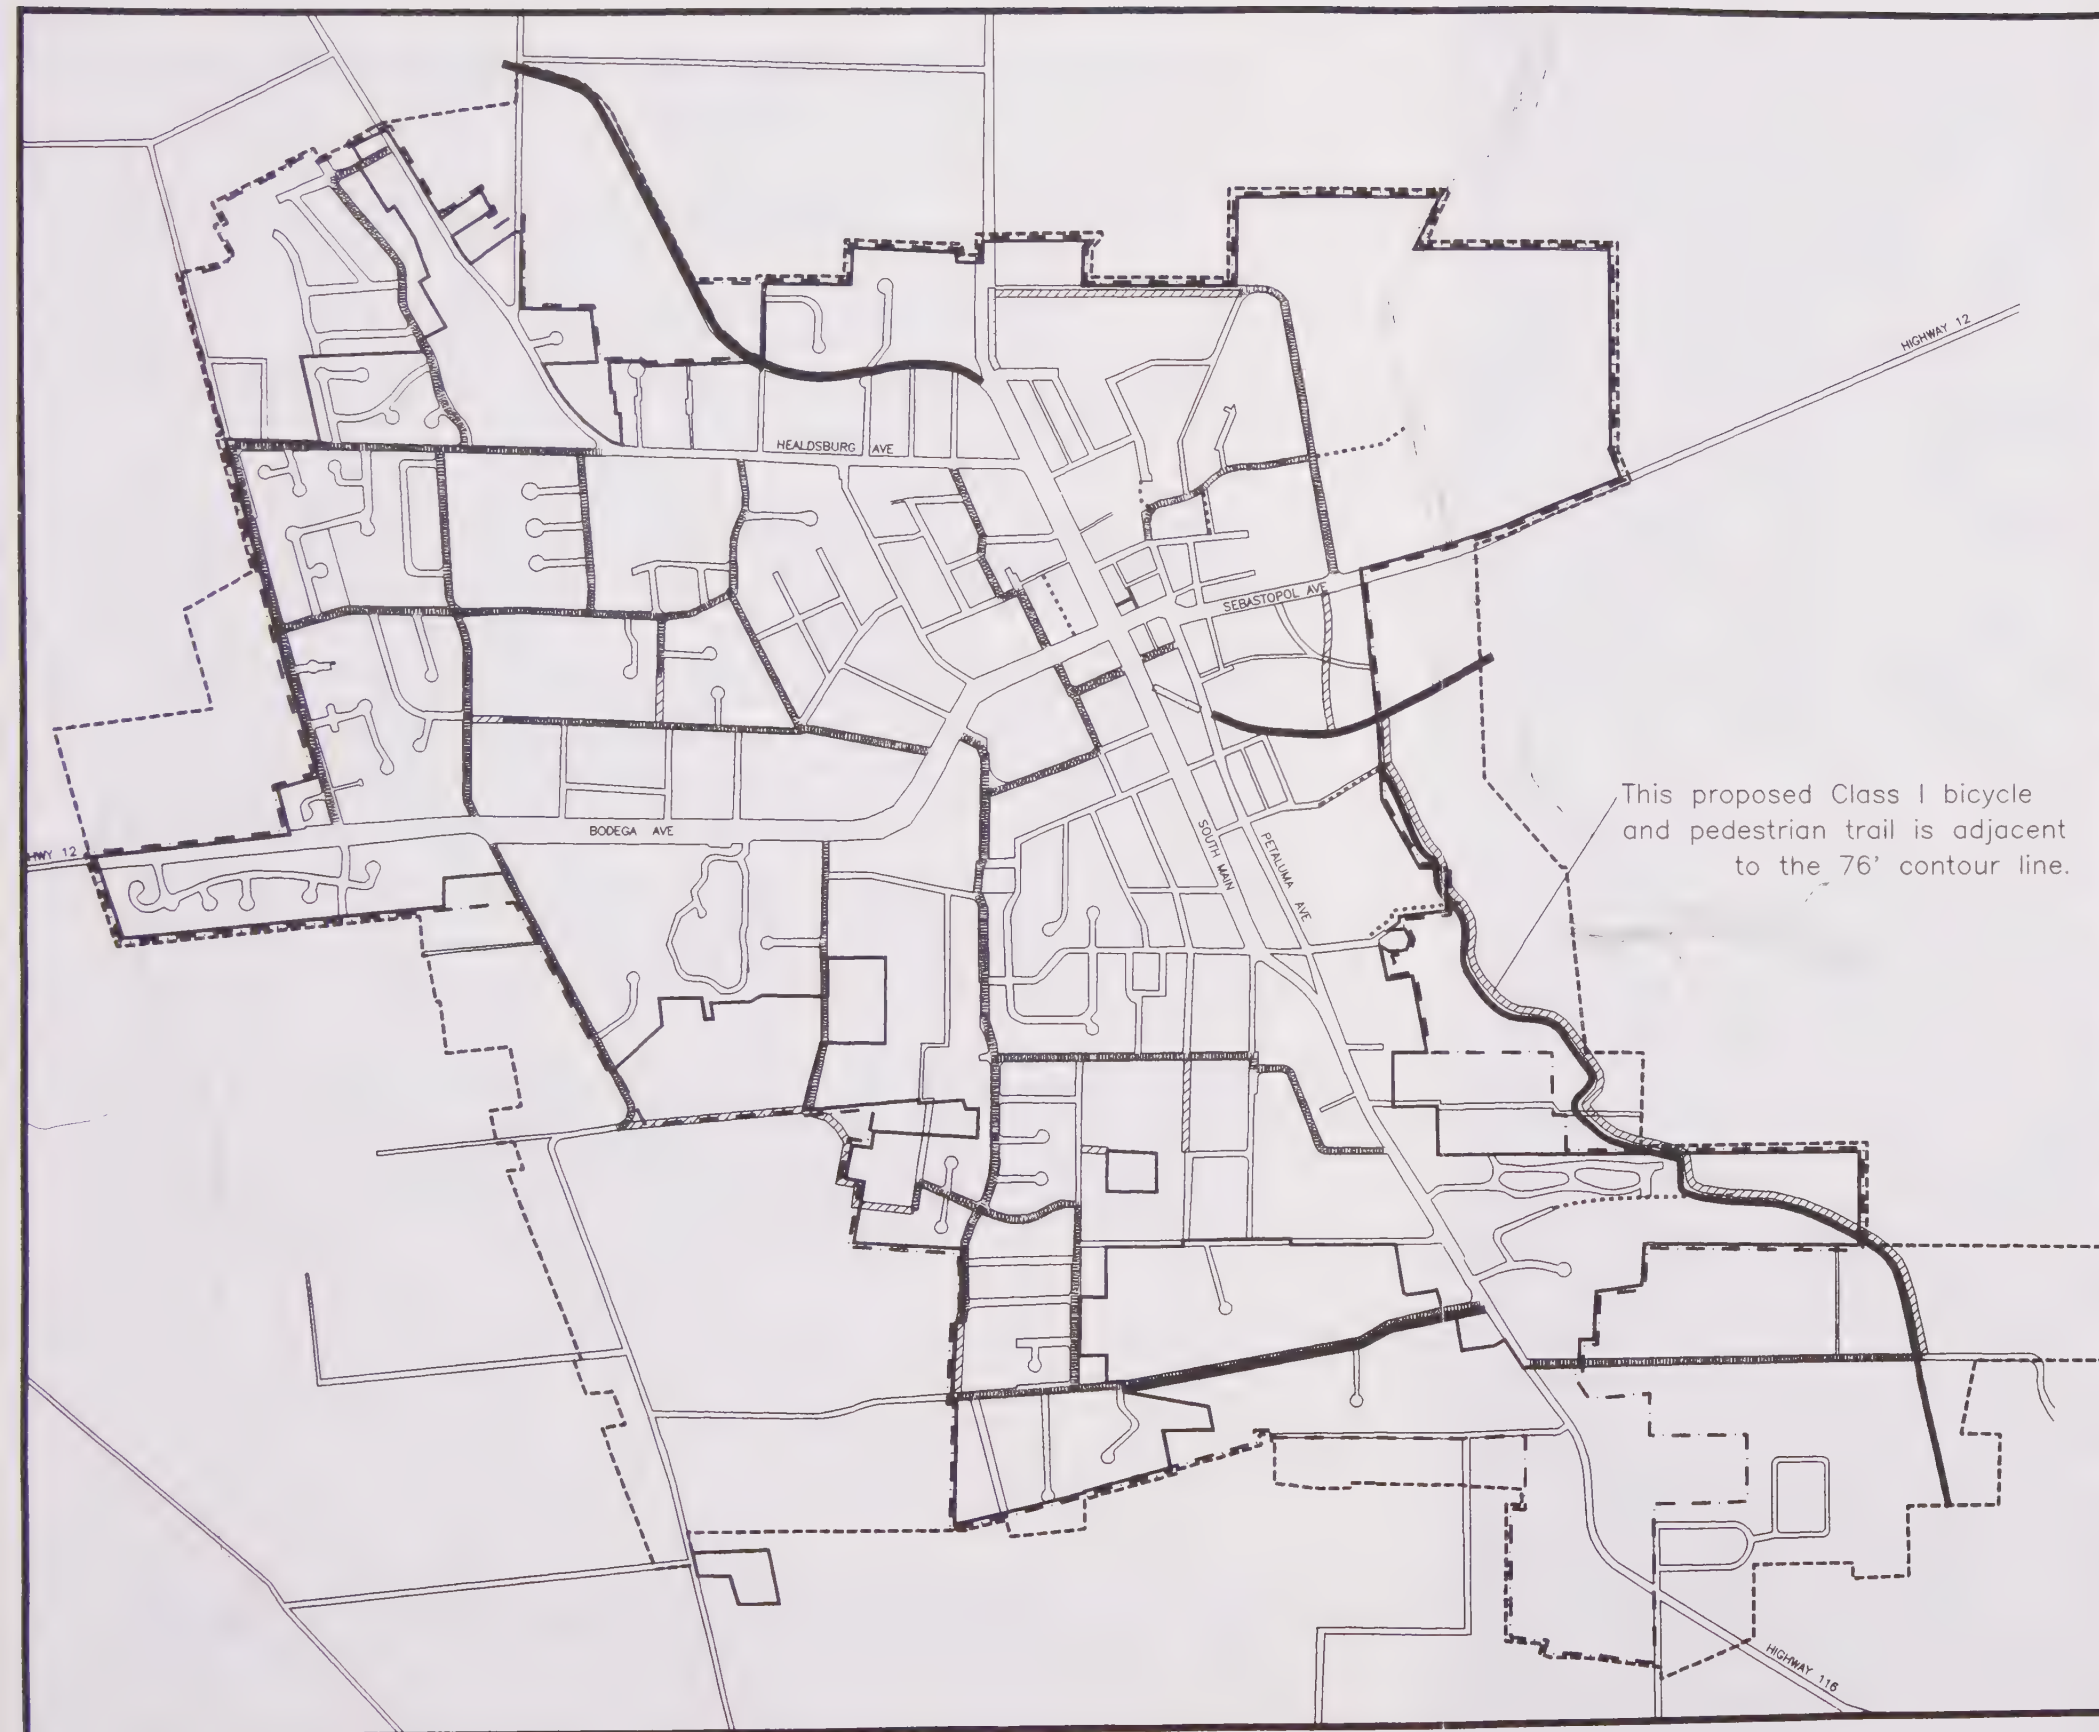 HIGHWAY 12
HEALDSBURG AVE
SEBASTOPOL AVE
This proposed Class I bicycle
and pedestrian trail is adjacent
to the 76' contour line.
BODEGA AVE
HWY 12
SOUTH MAIN
PETALUMA AVE
HIGHWAY 116